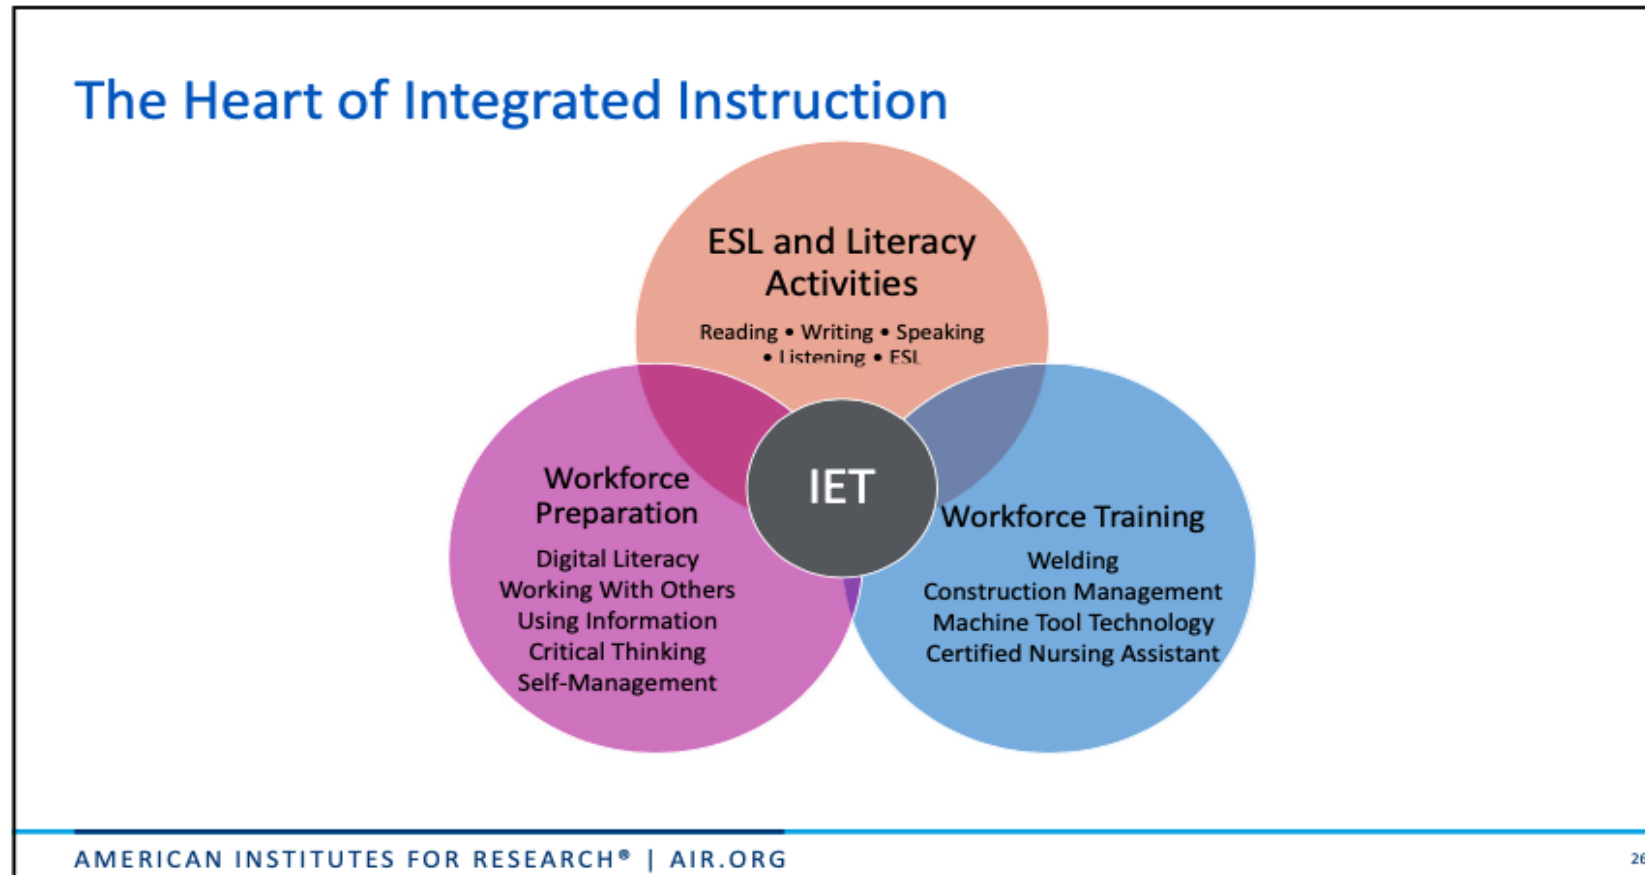 The Heart of Integrated Instruction
ESL and Literacy
Activities
Reading • Writing • Speaking
• Listening • ESL
Workforce
Preparation
Digital Literacy
Working With Others
Using Information
Critical Thinking
Self-Management
IET
Workforce Training
Welding
Construction Management
Machine Tool Technology
Certified Nursing Assistant
AMERICAN INSTITUTES FOR RESEARCH® | AIR.ORG
26